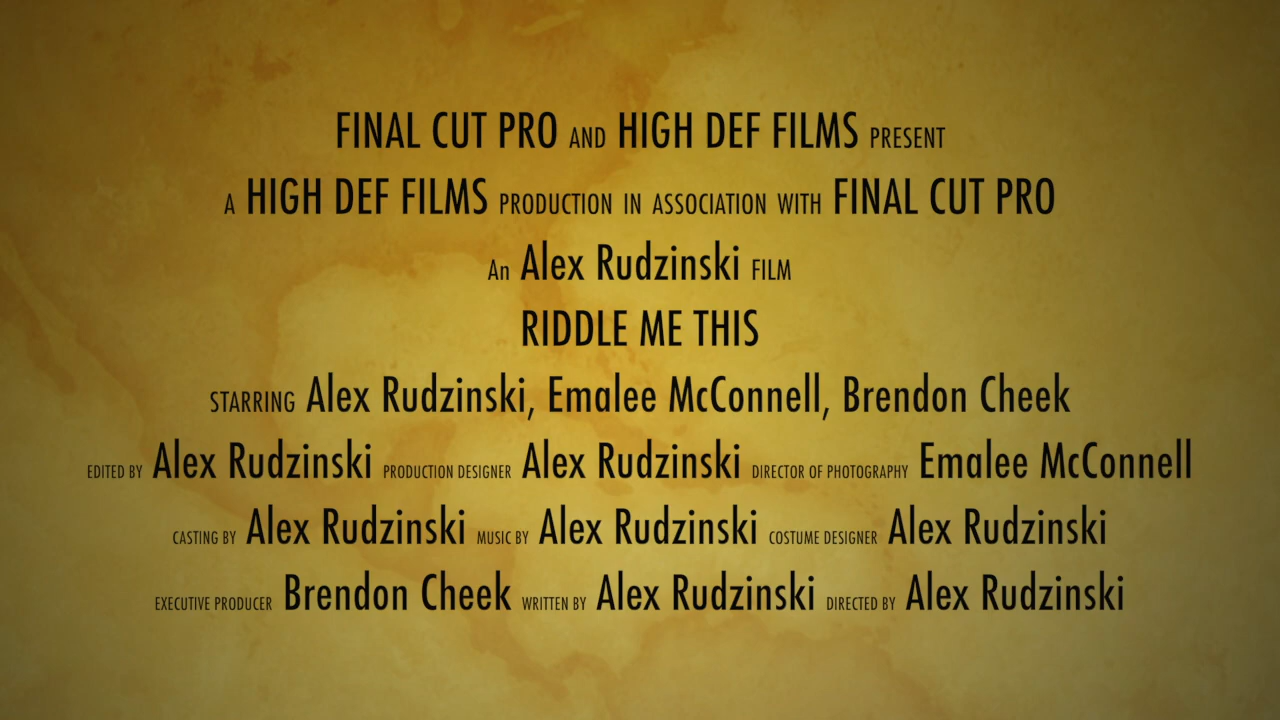 FINAL CUT PRO AND HIGH DEF FILMS PRESENT
A HIGH DEF FILMS PRODUCTION IN ASSOCIATION WITH FINAL CUT PRO
An Alex Rudzinski FILM
RIDDLE ME THIS
STARRING Alex Rudzinski, Emalee McConnell, Brendon Cheek
EDITED BY Alex Rudzinski PRODUCTION DESIGNER Alex Rudzinski DIRECTOR OF PHOTOGRAPHY Emalee McConnell
CASTING BY Alex Rudzinski MUSIC BY Alex Rudzinski COSTUME DESIGNER Alex Rudzinski
EXECUTIVE PRODUCER Brendon Cheek WRITTEN BY Alex Rudzinski DIRECTED BY Alex Rudzinski